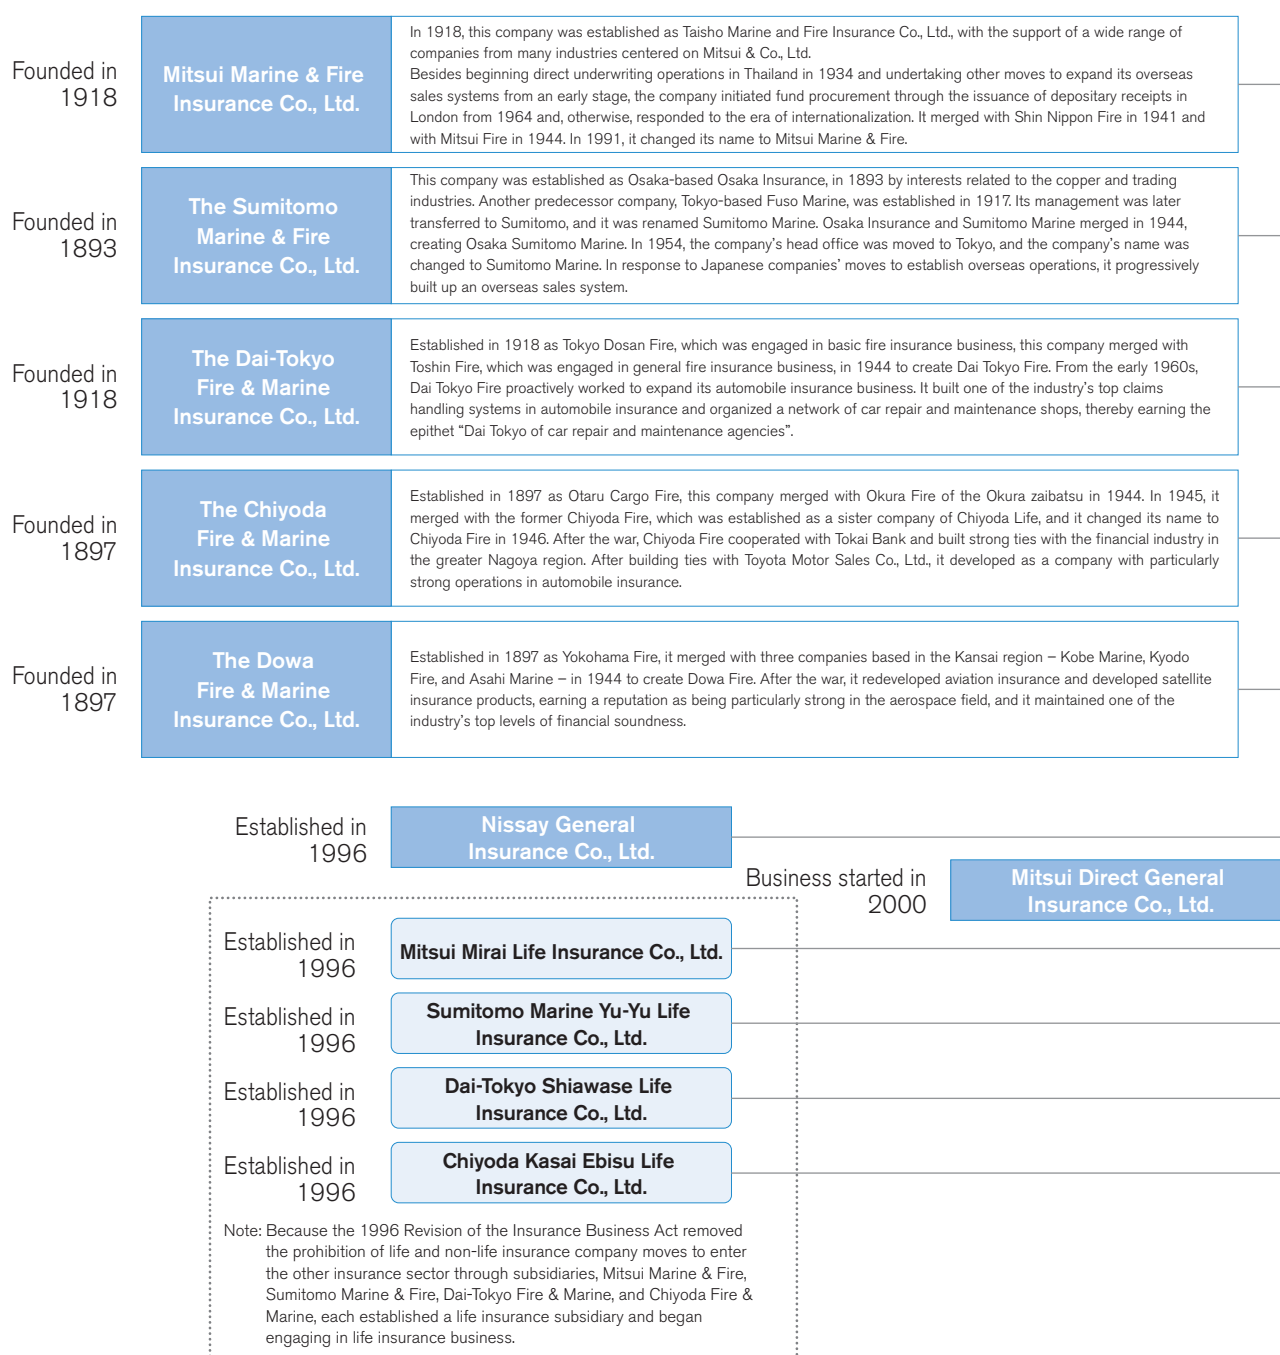 Founded in
1918
Mitsui Marine & Fire
Insurance Co., Ltd.
In 1918, this company was established as Taisho Marine and Fire Insurance Co., Ltd., with the support of a wide range of
companies from many industries centered on Mitsui & Co., Ltd.
Besides beginning direct underwriting operations in Thailand in 1934 and undertaking other moves to expand its overseas
sales systems from an early stage, the company initiated fund procurement through the issuance of depositary receipts in
London from 1964 and, otherwise, responded to the era of internationalization. It merged with Shin Nippon Fire in 1941 and
with Mitsui Fire in 1944. In 1991, it changed its name to Mitsui Marine & Fire.
Founded in
1893
The Sumitomo
Marine & Fire
Insurance Co., Ltd.
This company was established as Osaka-based Osaka Insurance, in 1893 by interests related to the copper and trading
industries. Another predecessor company, Tokyo-based Fuso Marine, was established in 1917. Its management was later
transferred to Sumitomo, and it was renamed Sumitomo Marine. Osaka Insurance and Sumitomo Marine merged in 1944,
creating Osaka Sumitomo Marine. In 1954, the company's head office was moved to Tokyo, and the company's name was
changed to Sumitomo Marine. In response to Japanese companies' moves to establish overseas operations, it progressively
built up an overseas sales system.
Founded in
1918
The Dai-Tokyo
Fire & Marine
Insurance Co., Ltd.
Established in 1918 as Tokyo Dosan Fire, which was engaged in basic fire insurance business, this company merged with
Toshin Fire, which was engaged in general fire insurance business, in 1944 to create Dai Tokyo Fire. From the early 1960s,
Dai Tokyo Fire proactively worked to expand its automobile insurance business. It built one of the industry's top claims
handling systems in automobile insurance and organized a network of car repair and maintenance shops, thereby earning the
epithet "Dai Tokyo of car repair and maintenance agencies".
Founded in
1897
The Chiyoda
Fire & Marine
Insurance Co., Ltd.
Established in 1897 as Otaru Cargo Fire, this company merged with Okura Fire of the Okura zaibatsu in 1944. In 1945, it
merged with the former Chiyoda Fire, which was established as a sister company of Chiyoda Life, and it changed its name to
Chiyoda Fire in 1946. After the war, Chiyoda Fire cooperated with Tokai Bank and built strong ties with the financial industry in
the greater Nagoya region. After building ties with Toyota Motor Sales Co., Ltd., it developed as a company with particularly
strong operations in automobile insurance.
Founded in
1897
The Dowa
Fire & Marine
Insurance Co., Ltd.
Established in 1897 as Yokohama Fire, it merged with three companies based in the Kansai region – Kobe Marine, Kyodo
Fire, and Asahi Marine – in 1944 to create Dowa Fire. After the war, it redeveloped aviation insurance and developed satellite
insurance products, earning a reputation as being particularly strong in the aerospace field, and it maintained one of the
industry's top levels of financial soundness.
Established in
1996
Nissay General
Insurance Co., Ltd.
Business started in
2000
Mitsui Direct General
Insurance Co., Ltd.
Established in
1996
Mitsui Mirai Life Insurance Co., Ltd.
Established in
1996
Sumitomo Marine Yu-Yu Life
Insurance Co., Ltd.
Established in
1996
Dai-Tokyo Shiawase Life
Insurance Co., Ltd.
Established in
1996
Chiyoda Kasai Ebisu Life
Insurance Co., Ltd.
Note: Because the 1996 Revision of the Insurance Business Act removed
the prohibition of life and non-life insurance company moves to enter
the other insurance sector through subsidiaries, Mitsui Marine & Fire,
Sumitomo Marine & Fire, Dai-Tokyo Fire & Marine, and Chiyoda Fire &
Marine, each established a life insurance subsidiary and began
engaging in life insurance business.